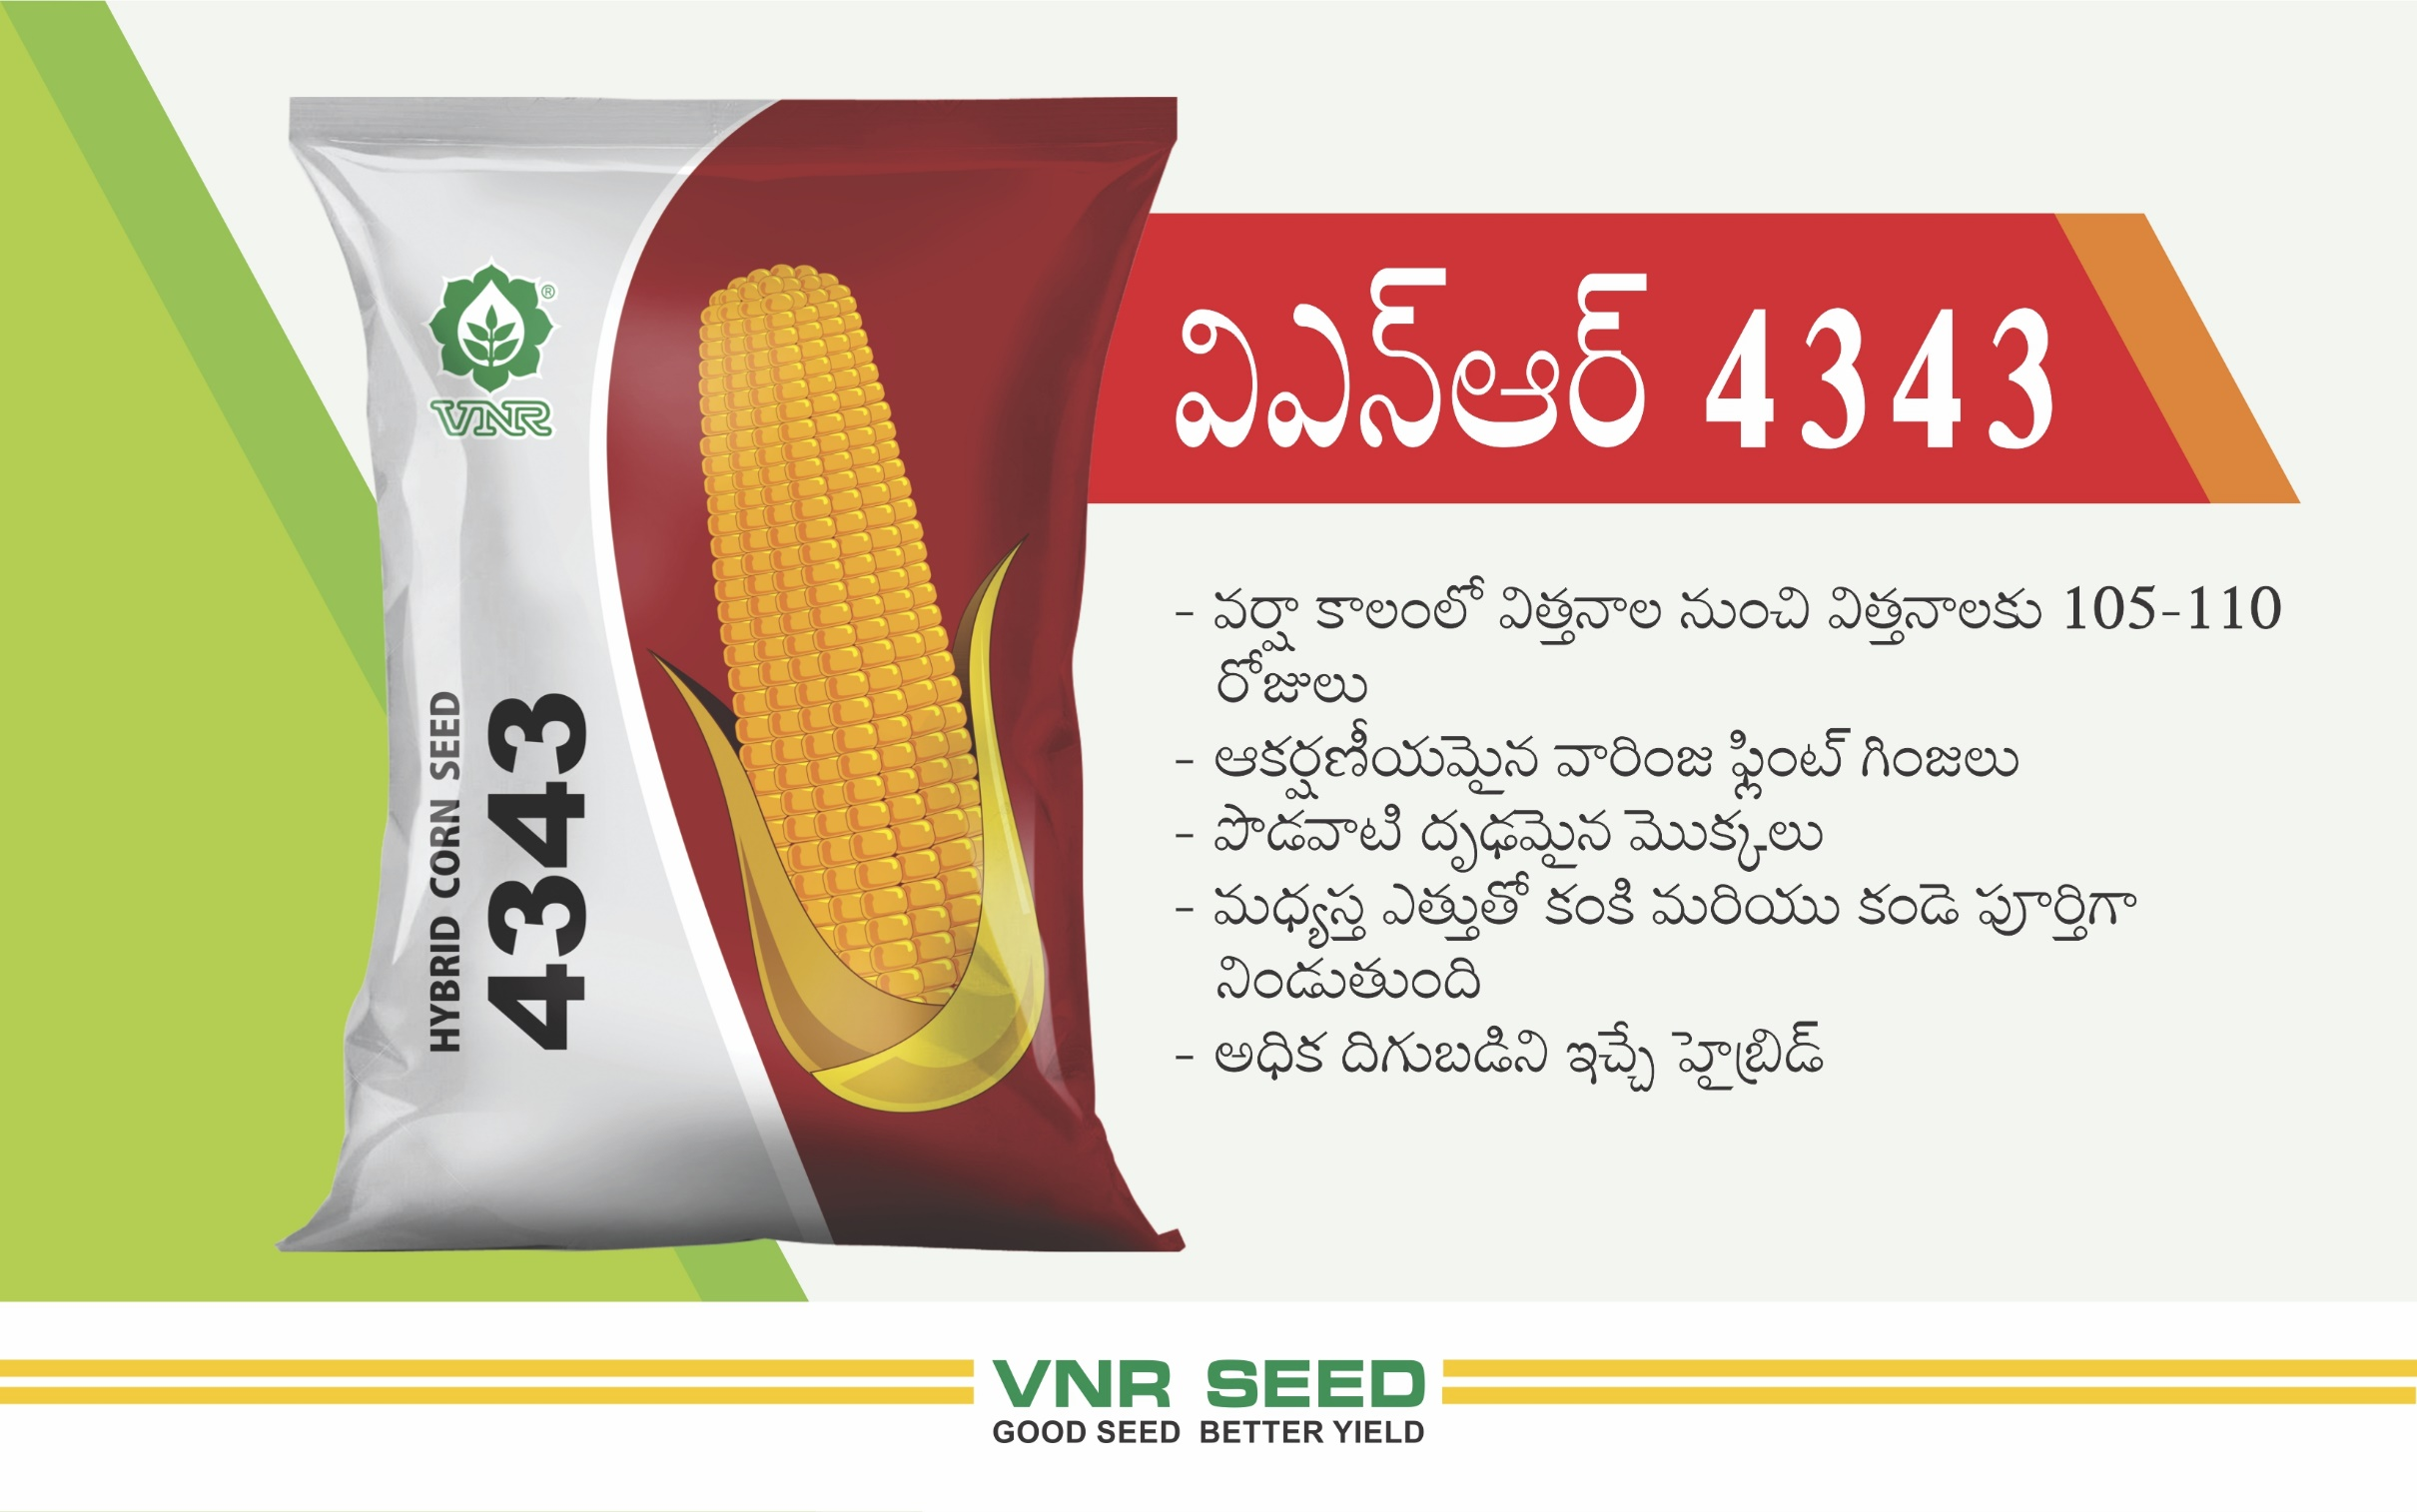 VNR
®
HYBRID CORN SEED
4343
విఎన్ఆర్ 4343
- వర్షా కాలంలో విత్తనాల నుంచి విత్తనాలకు 105-110
రోజులు
- ఆకర్షణీయమైన వారింజ ఫ్లింట్ గింజలు
- పొడవాటి దృఢమైన మొక్కలు
- మధ్యస్త ఎత్తుతో కంకి మరియు కండె పూర్తిగా
నిండుతుంది
- అధిక దిగుబడిని ఇచ్చే హైబ్రిడ్
VNR SEED
GOOD SEED BETTER YIELD